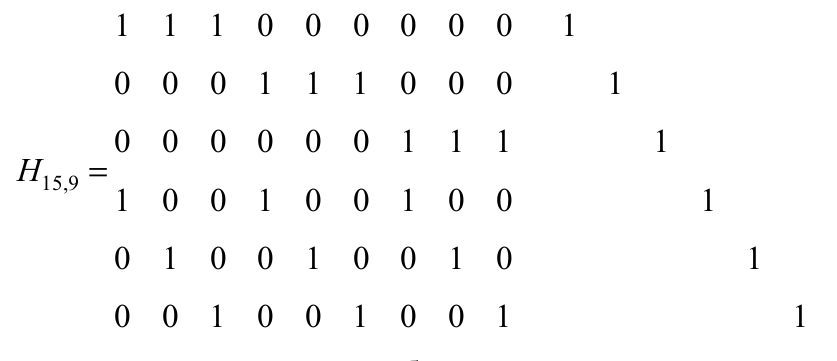 1 1 1 0 0 0 0 0 0 1
0 0 0 1 1 1 0 0 0 1
0 0 0 0 0 0 1 1 1 1
H15,9 =
1 0 0 1 0 0 1 0 0 1
0 1 0 0 1 0 0 1 0 1
0 0 1 0 0 1 0 0 1 1